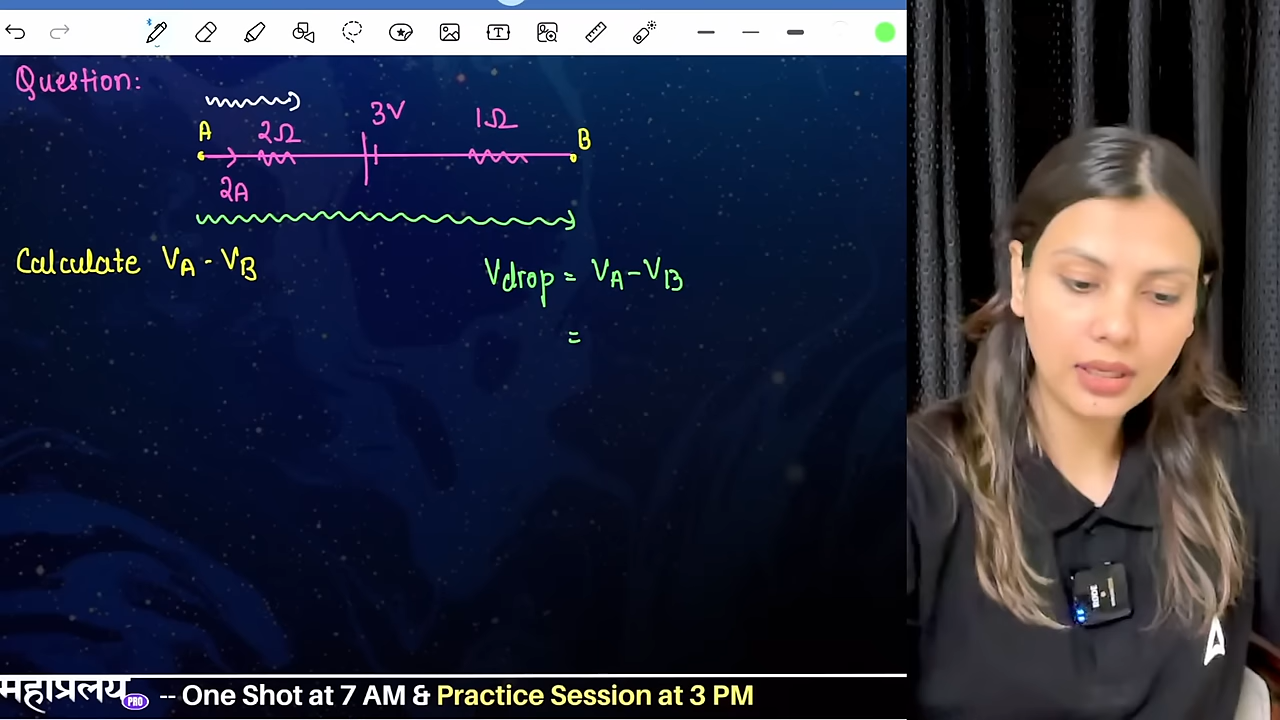 Question:
A 2Ω 3V 1Ω B
2A
Calculate VA - VB
Vdrop = VA - VB
=
महाप्रलय PRO -- One Shot at 7 AM & Practice Session at 3 PM